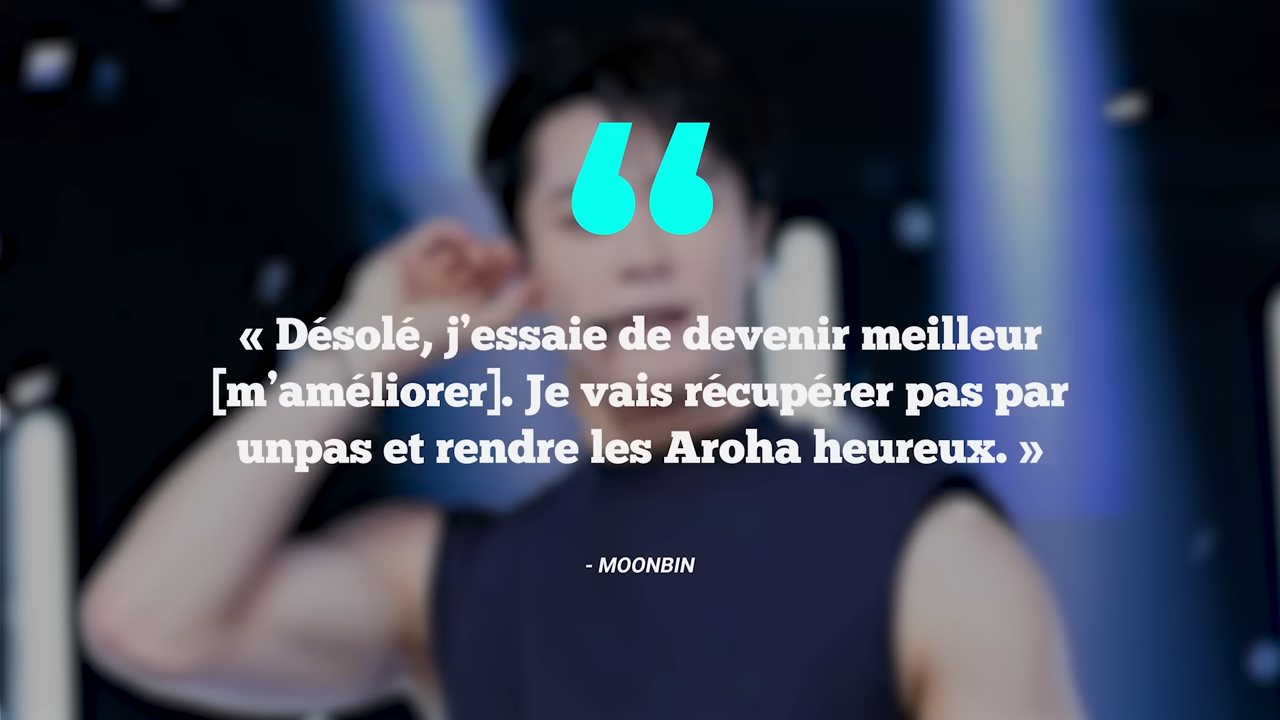 “
« Désolé, j’essaie de devenir meilleur
[m’améliorer]. Je vais récupérer pas par
unpas et rendre les Aroha heureux. »
- MOONBIN